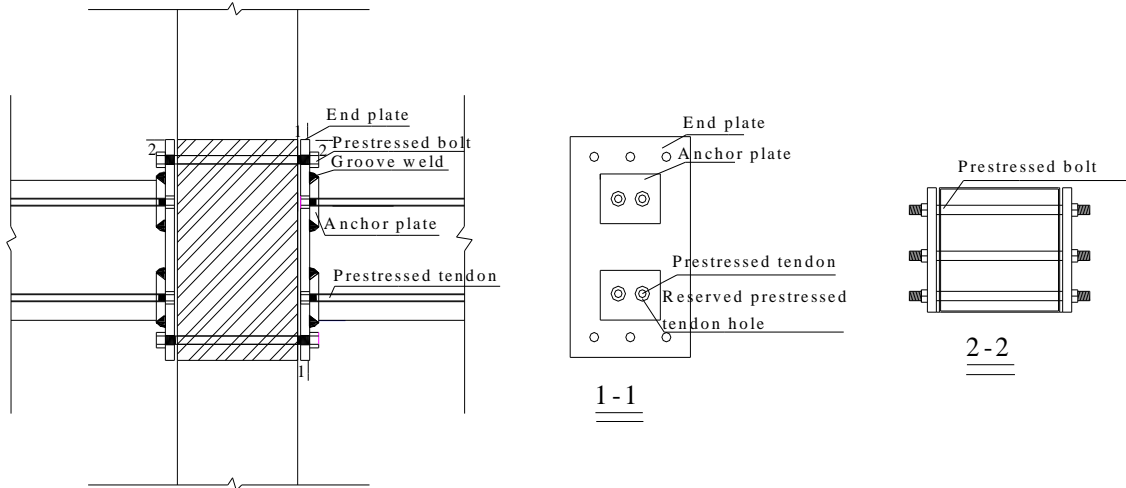 1
End plate
2
Prestressed bolt
2
Groove weld
Anchor plate
Prestressed tendon
1
End plate
Anchor plate
Prestressed tendon
Reserved prestressed
tendon hole
1-1
Prestressed bolt
2-2